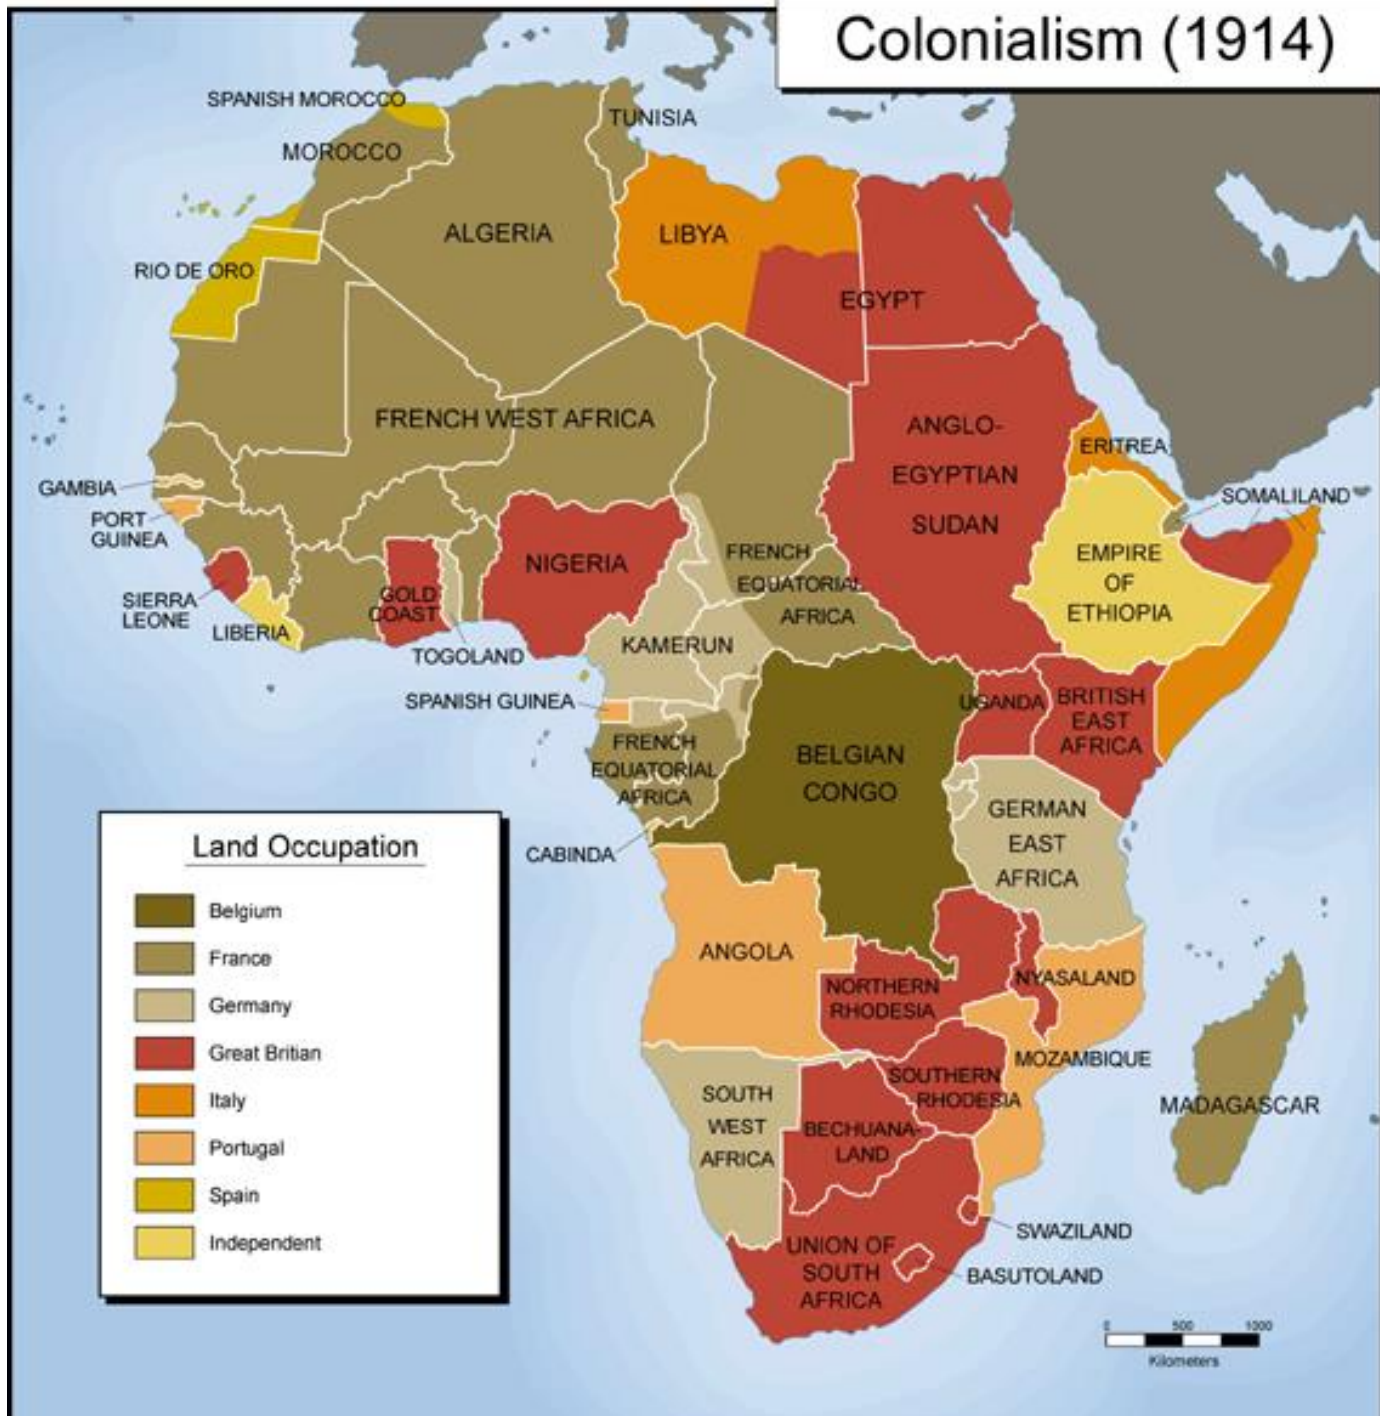 Colonialism (1914)
SPANISH MOROCCO
TUNISIA
MOROCCO
ALGERIA
LIBYA
RIO DE ORO
EGYPT
FRENCH WEST AFRICA
ANGLO-
EGYPTIAN
SUDAN
ERITREA
GAMBIA
SOMALILAND
PORT
GUINEA
NIGERIA
FRENCH
EQUATORIAL
AFRICA
EMPIRE
OF
ETHIOPIA
SIERRA
LEONE
LIBERIA
GOLD
COAST
TOGOLAND
KAMERUN
SPANISH GUINEA
UGANDA
BRITISH
EAST
AFRICA
FRENCH
EQUATORIAL
AFRICA
BELGIAN
CONGO
GERMAN
EAST
AFRICA
CABINDA
Land Occupation
Belgium
France
Germany
Great Britian
Italy
Portugal
Spain
Independent
ANGOLA
NORTHERN
RHODESIA
NYASALAND
MOZAMBIQUE
SOUTHERN
RHODESIA
SOUTH
WEST
AFRICA
BECHUANA-
LAND
MADAGASCAR
SWAZILAND
UNION OF
SOUTH
AFRICA
BASUTOLAND
0 500 1000
Kilometers